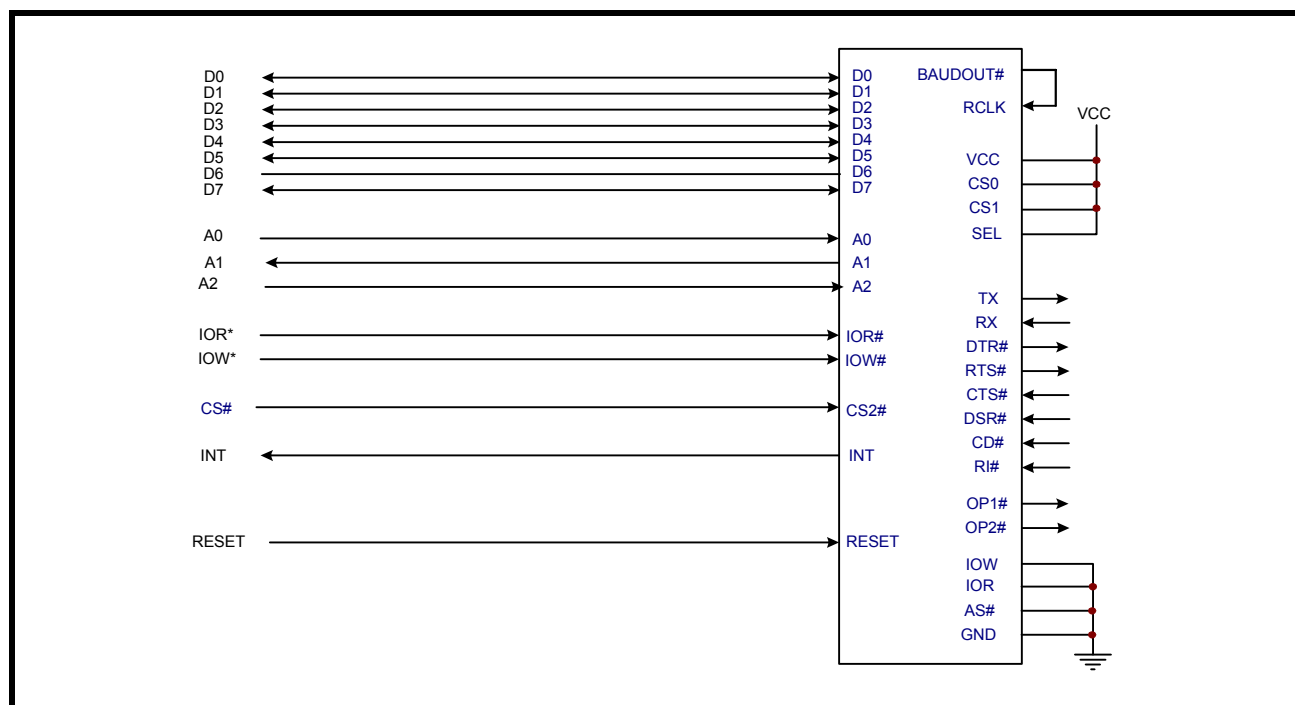 D0
D1
D2
D3
D4
D5
D6
D7
A0
A1
A2
IOR*
IOW*
CS#
INT
RESET
D0
D1
D2
D3
D4
D5
D6
D7
A0
A1
A2
IOR#
IOW#
CS2#
INT
RESET
BAUDOUT#
RCLK
VCC
VCC
CS0
CS1
SEL
TX
RX
DTR#
RTS#
CTS#
DSR#
CD#
RI#
OP1#
OP2#
IOW
IOR
AS#
GND